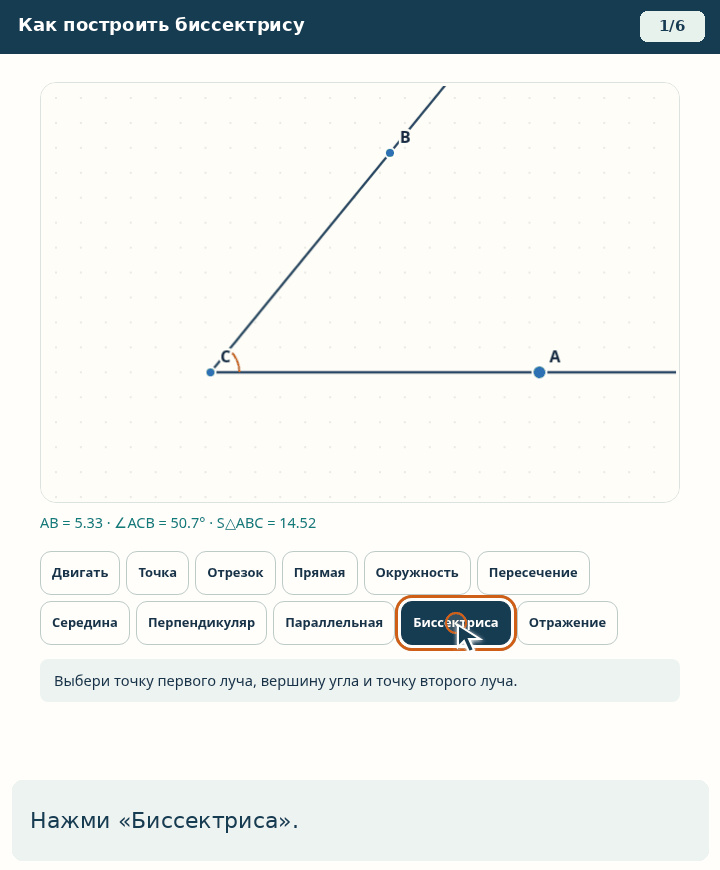 Как построить биссектрису
1/6
B
C
A
AB = 5.33 · ∠ACB = 50.7° · S△ABC = 14.52
Двигать Точка Отрезок Прямая Окружность Пересечение
Середина Перпендикуляр Параллельная Биссектриса Отражение
Выбери точку первого луча, вершину угла и точку второго луча.
Нажми «Биссектриса».